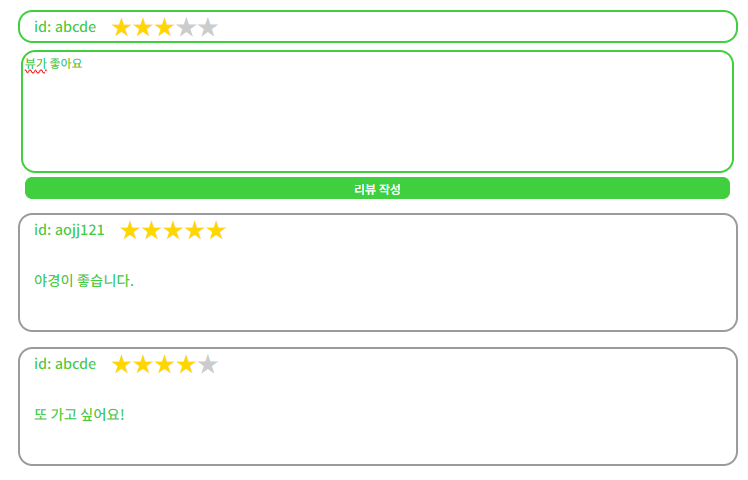 id: abcde ★★★★★
뷰가 좋아요
리뷰 작성
id: aojj121 ★★★★★
야경이 좋습니다.
id: abcde ★★★★★
또 가고 싶어요!